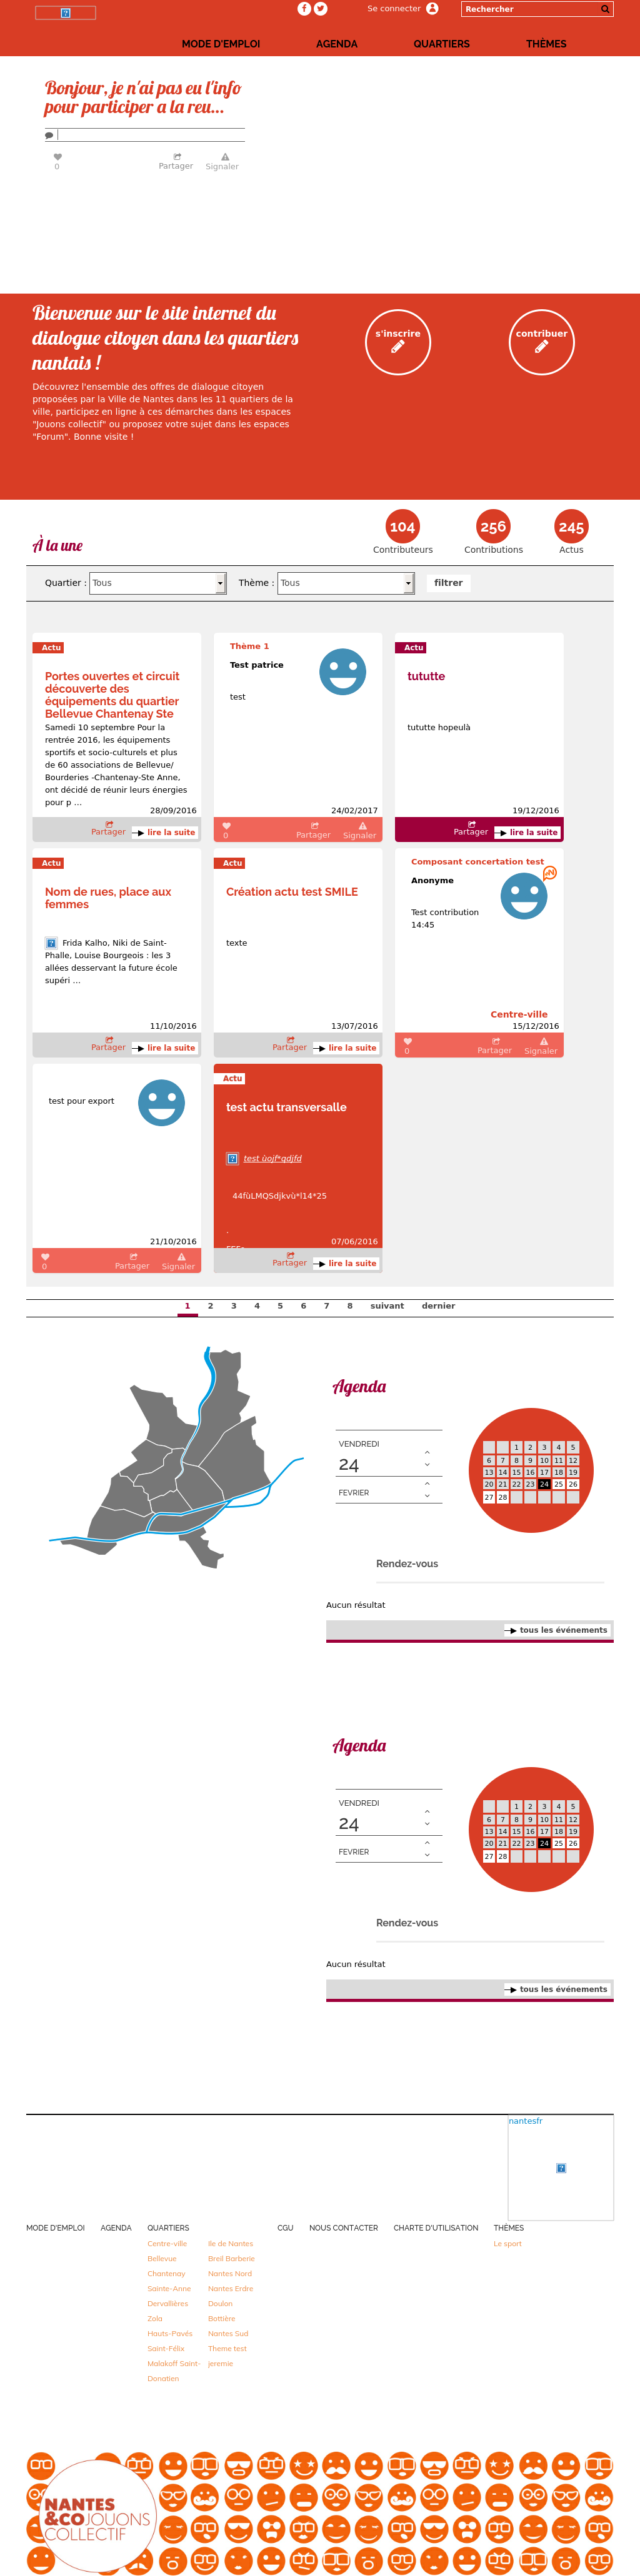 Se connecter
Rechercher
MODE D'EMPLOI AGENDA QUARTIERS THÈMES
Bonjour, je n'ai pas eu l'info
pour participer a la reu...
0 Partager Signaler
Bienvenue sur le site internet du
dialogue citoyen dans les quartiers
nantais !
Découvrez l'ensemble des offres de dialogue citoyen
proposées par la Ville de Nantes dans les 11 quartiers de la
ville, participez en ligne à ces démarches dans les espaces
"Jouons collectif" ou proposez votre sujet dans les espaces
"Forum". Bonne visite !
s'inscrire
contribuer
À la une
104
Contributeurs
256
Contributions
245
Actus
Quartier : Tous Thème : Tous filtrer
Actu
Portes ouvertes et circuit
découverte des
équipements du quartier
Bellevue Chantenay Ste
Samedi 10 septembre Pour la
rentrée 2016, les équipements
sportifs et socio-culturels et plus
de 60 associations de Bellevue/
Bourderies -Chantenay-Ste Anne,
ont décidé de réunir leurs énergies
pour p ...
28/09/2016
Partager lire la suite
Thème 1
Test patrice
test
24/02/2017
0 Partager Signaler
Actu
tututte
tututte hopeulà
19/12/2016
Partager lire la suite
Actu
Nom de rues, place aux
femmes
Frida Kalho, Niki de Saint-
Phalle, Louise Bourgeois : les 3
allées desservant la future école
supéri ...
11/10/2016
Partager lire la suite
Actu
Création actu test SMILE
texte
13/07/2016
Partager lire la suite
Composant concertation test
Anonyme
Test contribution
14:45
Centre-ville
15/12/2016
0 Partager Signaler
test pour export
21/10/2016
0 Partager Signaler
Actu
test actu transversalle
test ùojf*qdjfd
44fùLMQSdjkvù*l14*25
.
07/06/2016
Partager lire la suite
1 2 3 4 5 6 7 8 suivant dernier
Agenda
VENDREDI
24
FEVRIER
1 2 3 4 5
6 7 8 9 10 11 12
13 14 15 16 17 18 19
20 21 22 23 24 25 26
27 28
Rendez-vous
Aucun résultat
tous les événements
Agenda
VENDREDI
24
FEVRIER
1 2 3 4 5
6 7 8 9 10 11 12
13 14 15 16 17 18 19
20 21 22 23 24 25 26
27 28
Rendez-vous
Aucun résultat
tous les événements
nantesfr
MODE D'EMPLOI AGENDA QUARTIERS CGU NOUS CONTACTER CHARTE D'UTILISATION THÈMES
Centre-ville Ile de Nantes Le sport
Bellevue Breil Barberie
Chantenay Nantes Nord
Sainte-Anne Nantes Erdre
Dervallières Doulon
Zola Bottière
Hauts-Pavés Nantes Sud
Saint-Félix Theme test
Malakoff Saint- jeremie
Donatien
NANTES
&COJOUONS
COLLECTIF